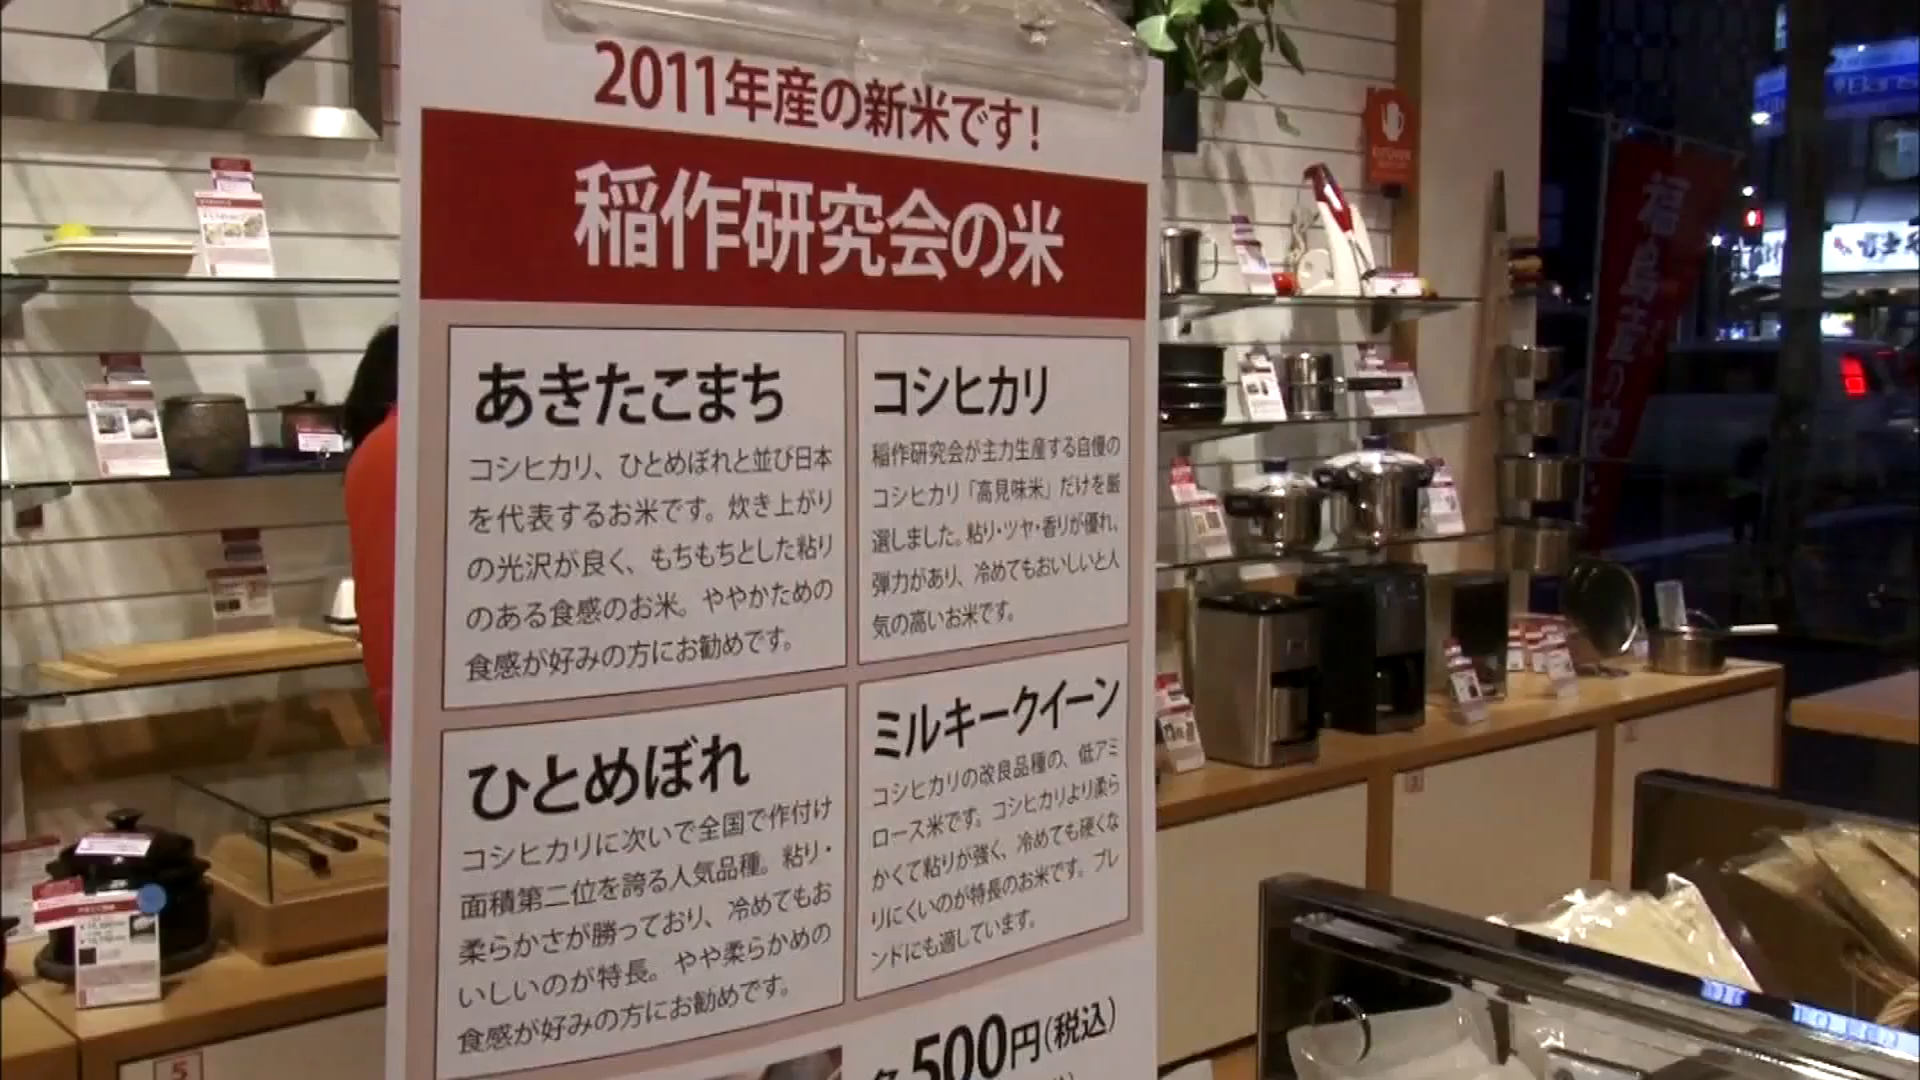 2011年産の新米です!
稲作研究会の米
あきたこまち
コシヒカリ、ひとめぼれと並び日本
を代表するお米です。炊き上がり
の光沢が良く、もちもちとした粘り
のある食感のお米。ややかための
食感が好みの方にお勧めです。
コシヒカリ
稲作研究会が主力生産する自慢の
コシヒカリ「高見味米」だけを厳
選しました。粘り・ツヤ・香りが優れ、
弾力があり、冷めてもおいしいと人
気の高いお米です。
ひとめぼれ
コシヒカリに次いで全国で作付け
面積第二位を誇る人気品種。粘り・
柔らかさが勝っており、冷めてもお
いしいのが特長。やや柔らかめの
食感が好みの方にお勧めです。
ミルキークイーン
コシヒカリの改良品種の、低アミ
ロース米です。コシヒカリより柔ら
かくて粘りが強く、冷めても硬くな
りにくいのが特長のお米です。ブレ
ンドにも適しています。
各500円(税込)
5